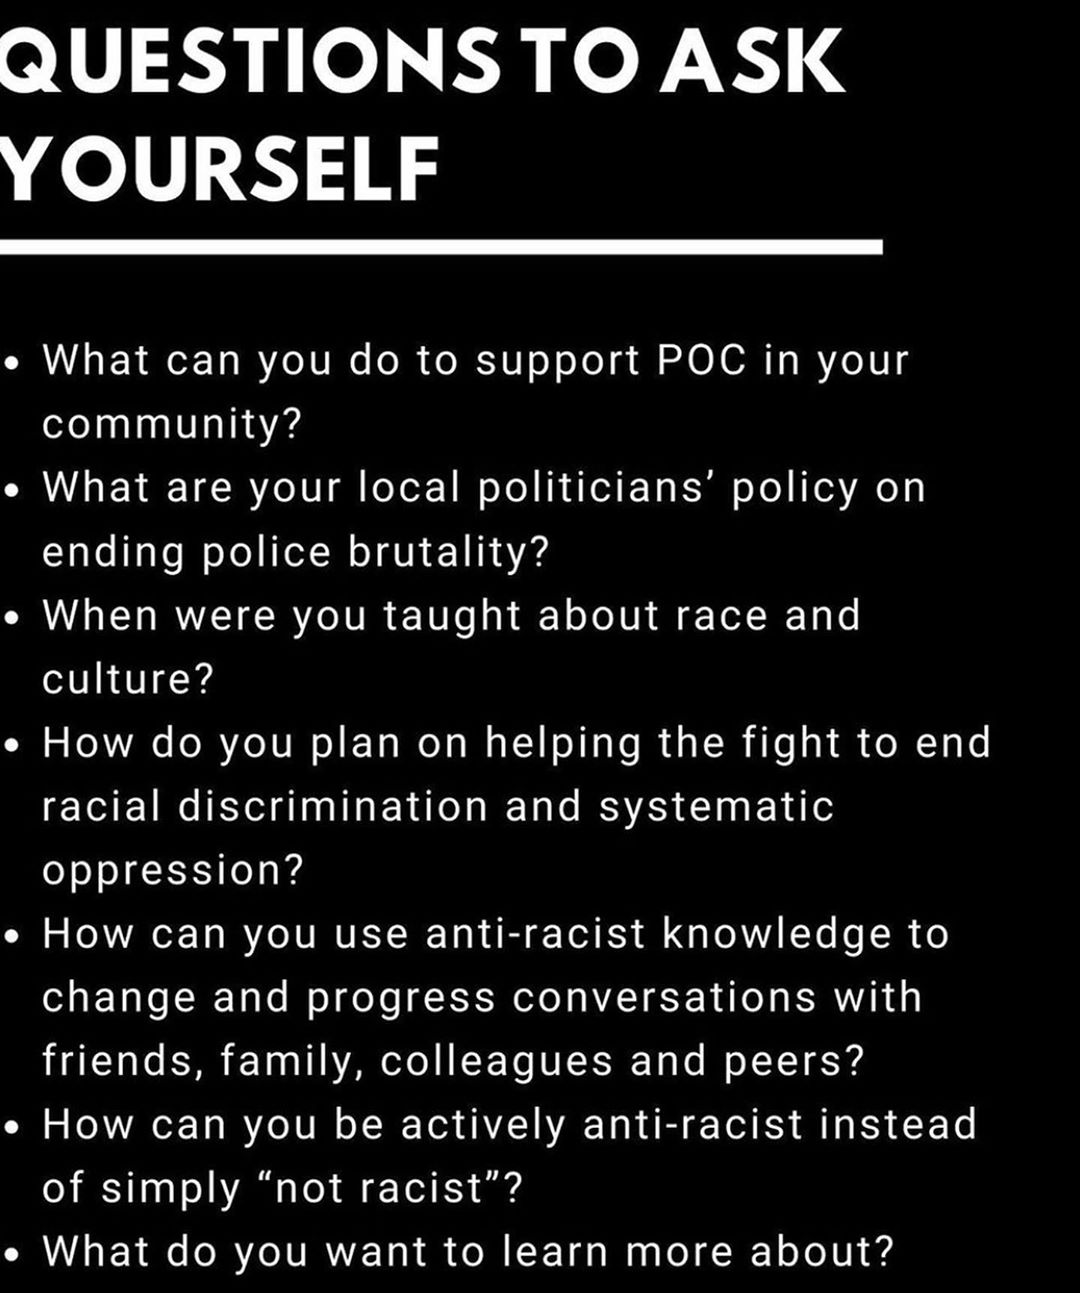 QUESTIONS TO ASK
YOURSELF
• What can you do to support POC in your
community?
• What are your local politicians’ policy on
ending police brutality?
• When were you taught about race and
culture?
• How do you plan on helping the fight to end
racial discrimination and systematic
oppression?
• How can you use anti-racist knowledge to
change and progress conversations with
friends, family, colleagues and peers?
• How can you be actively anti-racist instead
of simply “not racist”?
• What do you want to learn more about?